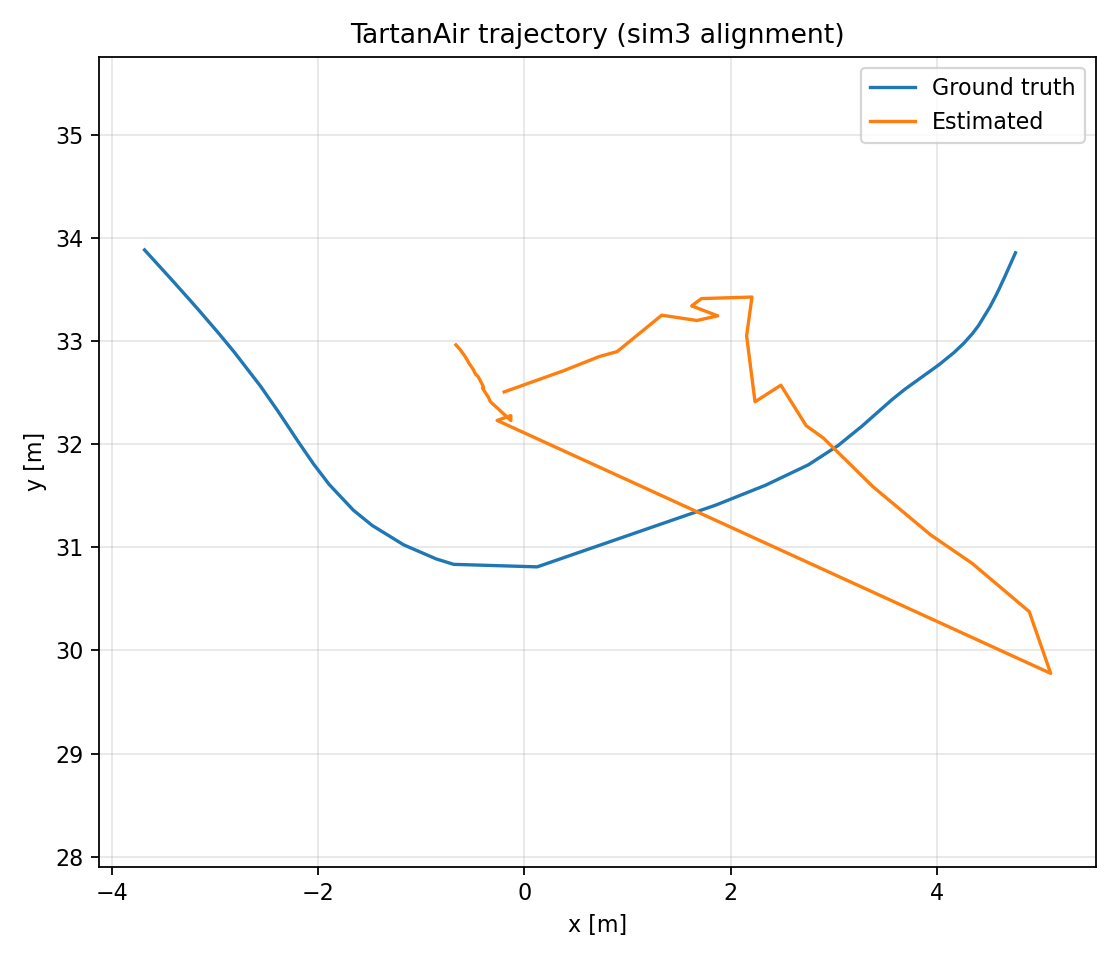 TartanAir trajectory (sim3 alignment)
Ground truth
Estimated
35
34
33
32
31
30
29
28
y [m]
−4
−2
0
2
4
x [m]